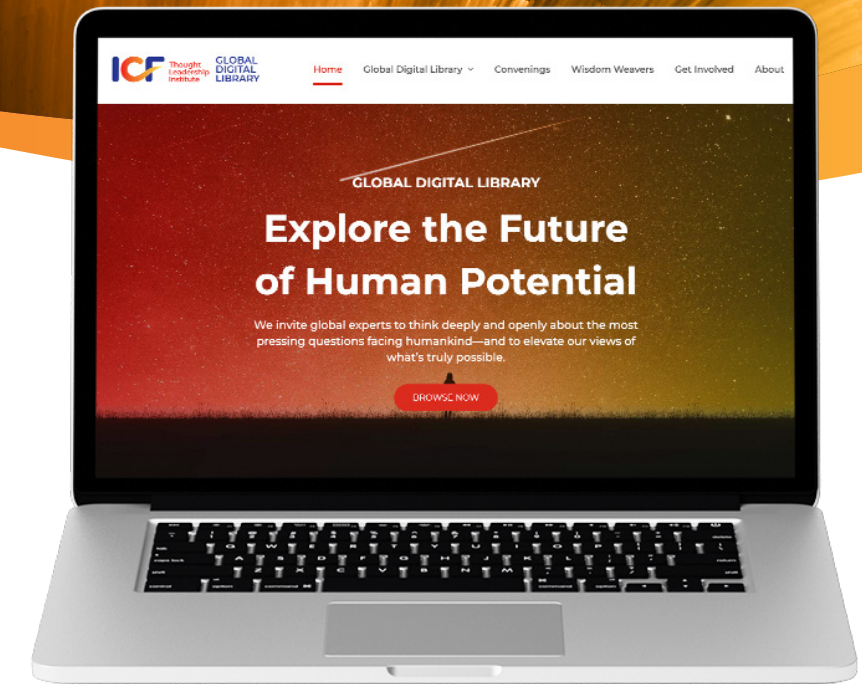 ICF
Thought
Leadership
Institute
GLOBAL
DIGITAL
LIBRARY
Home
Global Digital Library
Convenings
Wisdom Weavers
Get Involved
About
GLOBAL DIGITAL LIBRARY
Explore the Future
of Human Potential
We invite global experts to think deeply and openly about the most
pressing questions facing humankind—and to elevate our views of
what's truly possible.
BROWSE NOW